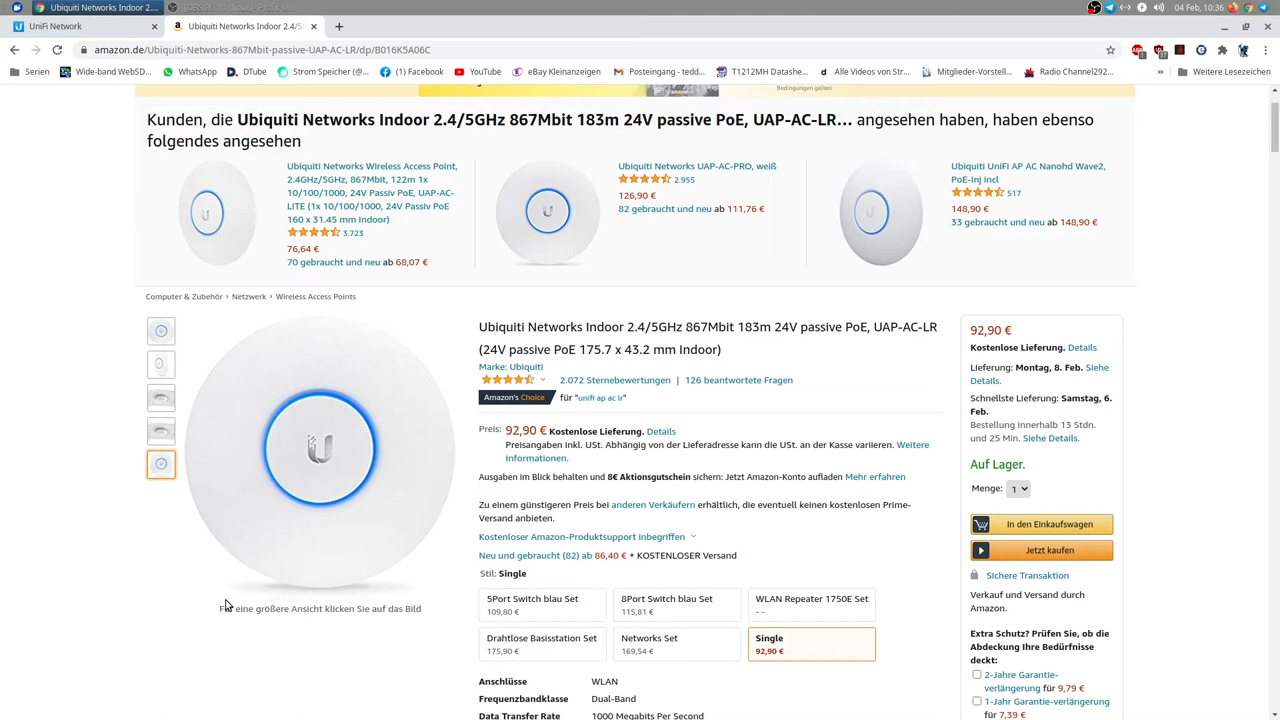 UniFi Network
Ubiquiti Networks Indoor 2.4/5G
04 Feb, 10:36
amazon.de/Ubiquiti-Networks-867Mbit-passive-UAP-AC-LR/dp/B016K5A06C
Serien
Wide-band WebSD...
WhatsApp
DTube
Strom Speicher (@...
(1) Facebook
YouTube
eBay Kleinanzeigen
Posteingang - tedd...
T1212MH Datashe...
Alle Videos von Str...
Mitglieder-Vorstell...
Radio Channel292...
»
Weitere Lesezeichen
Bedingungen gelten
Kunden, die Ubiquiti Networks Indoor 2.4/5GHz 867Mbit 183m 24V passive PoE, UAP-AC-LR... angesehen haben, haben ebenso
folgendes angesehen
Ubiquiti Networks Wireless Access Point,
2.4GHz/5GHz, 867Mbit, 122m 1x
10/100/1000, 24V Passiv PoE, UAP-AC-
LITE (1x 10/100/1000, 24V Passiv PoE
160 x 31.45 mm Indoor)
3.723
76,64 €
70 gebraucht und neu ab 68,07 €
Ubiquiti Networks UAP-AC-PRO, weiß
2.955
126,90 €
82 gebraucht und neu ab 111,76 €
Ubiquiti UniFi AP AC Nanohd Wave2,
PoE-Inj incl
517
148,90 €
33 gebraucht und neu ab 148,90 €
Computer & Zubehör › Netzwerk › Wireless Access Points
Für eine größere Ansicht klicken Sie auf das Bild
Ubiquiti Networks Indoor 2.4/5GHz 867Mbit 183m 24V passive PoE, UAP-AC-LR
(24V passive PoE 175.7 x 43.2 mm Indoor)
Marke: Ubiquiti
2.072 Sternebewertungen | 126 beantwortete Fragen
Amazon's Choice für "unifi ap ac lr"
Preis: 92,90 € Kostenlose Lieferung. Details
Preisangaben inkl. USt. Abhängig von der Lieferadresse kann die USt. an der Kasse variieren. Weitere
Informationen.
Ausgaben im Blick behalten und 8€ Aktionsgutschein sichern: Jetzt Amazon-Konto aufladen Mehr erfahren
Zu einem günstigeren Preis bei anderen Verkäufern erhältlich, die eventuell keinen kostenlosen Prime-
Versand anbieten.
Kostenloser Amazon-Produktsupport inbegriffen
Neu und gebraucht (82) ab 86,40 € + KOSTENLOSER Versand
Stil: Single
5Port Switch blau Set
109,80 €
8Port Switch blau Set
115,81 €
WLAN Repeater 1750E Set
- -
Drahtlose Basisstation Set
175,90 €
Networks Set
169,54 €
Single
92,90 €
Anschlüsse WLAN
Frequenzbandklasse Dual-Band
Data Transfer Rate 1000 Megabits Per Second
92,90 €
Kostenlose Lieferung. Details
Lieferung: Montag, 8. Feb. Siehe
Details.
Schnellste Lieferung: Samstag, 6.
Feb.
Bestellung innerhalb 13 Stdn.
und 25 Min. Siehe Details.
Auf Lager.
Menge: 1
In den Einkaufswagen
Jetzt kaufen
Sichere Transaktion
Verkauf und Versand durch
Amazon.
Extra Schutz? Prüfen Sie, ob die
Abdeckung Ihre Bedürfnisse
deckt:
2-Jahre Garantie-
verlängerung für 9,79 €
1-Jahr Garantie-verlängerung
für 7,39 €